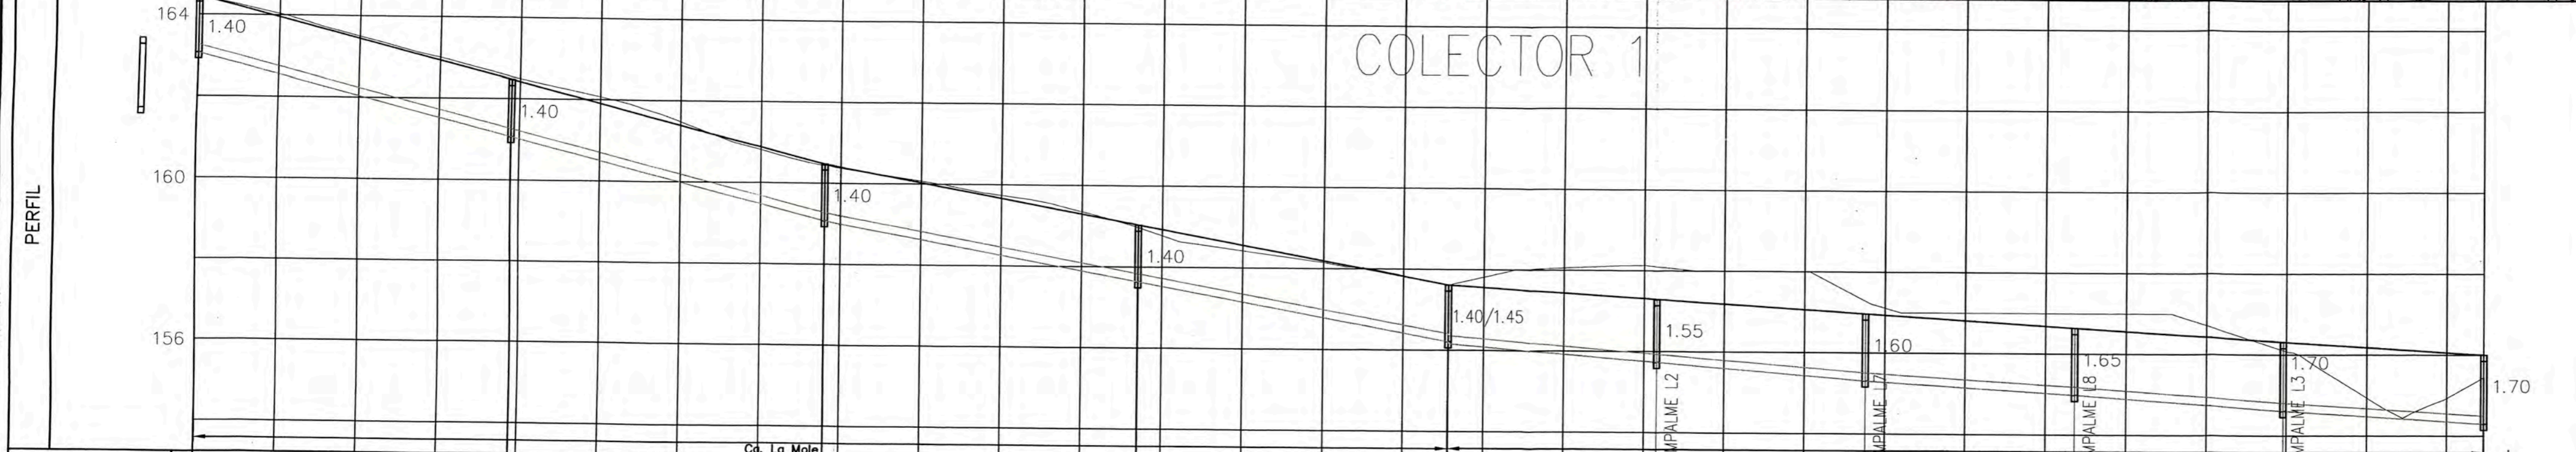 COLECTOR 1
PERFIL
164
160
156
1.40
1.40
1.40
1.40
1.40/1.45
1.55
1.60
1.65
1.70
1.70
MPALME L2
MPALME L7
MPALME L8
MPALME L3
Ca. La Mole